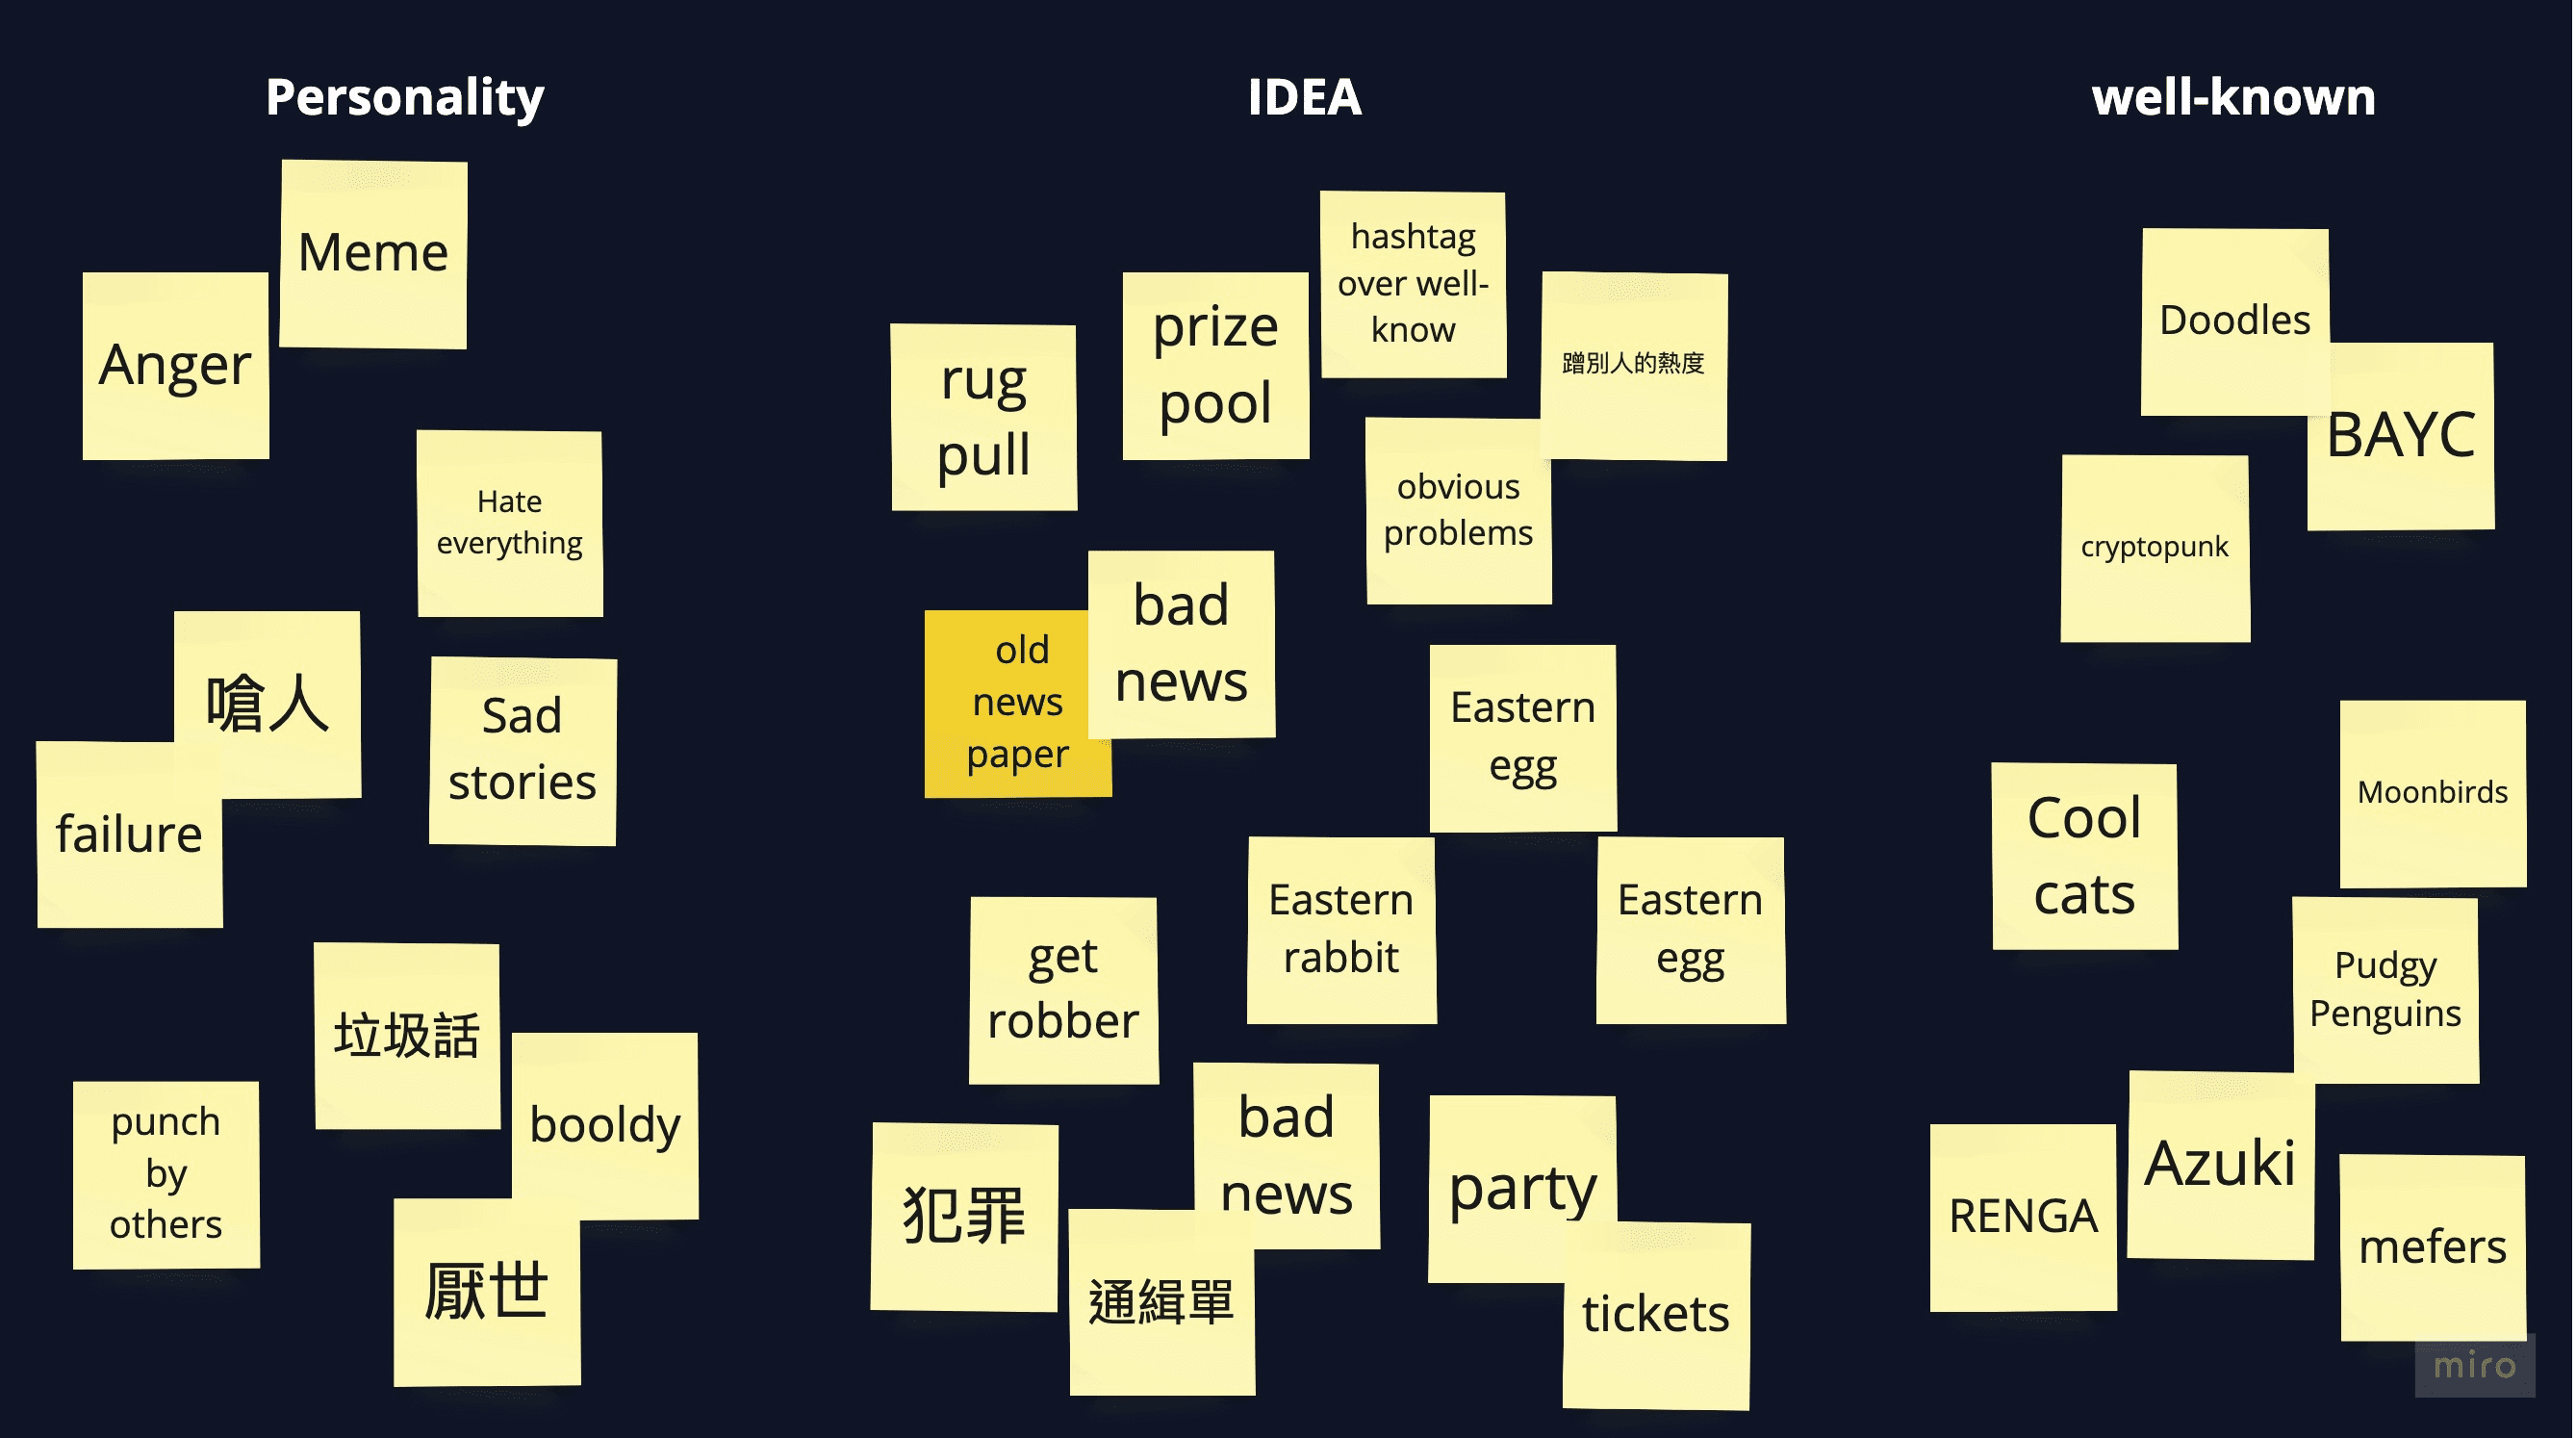 Personality
Meme
Anger
Hate
everything
嗆人
Sad
stories
failure
垃圾話
booldy
punch
by
others
厭世
IDEA
hashtag
over well-
know
prize
pool
蹭別人的熱度
rug
pull
obvious
problems
bad
news
old
news
paper
Eastern
egg
Eastern
rabbit
Eastern
egg
get
robber
bad
news
party
犯罪
通緝單
tickets
well-known
Doodles
BAYC
cryptopunk
Moonbirds
Cool
cats
Pudgy
Penguins
Azuki
RENGA
mefers
miro